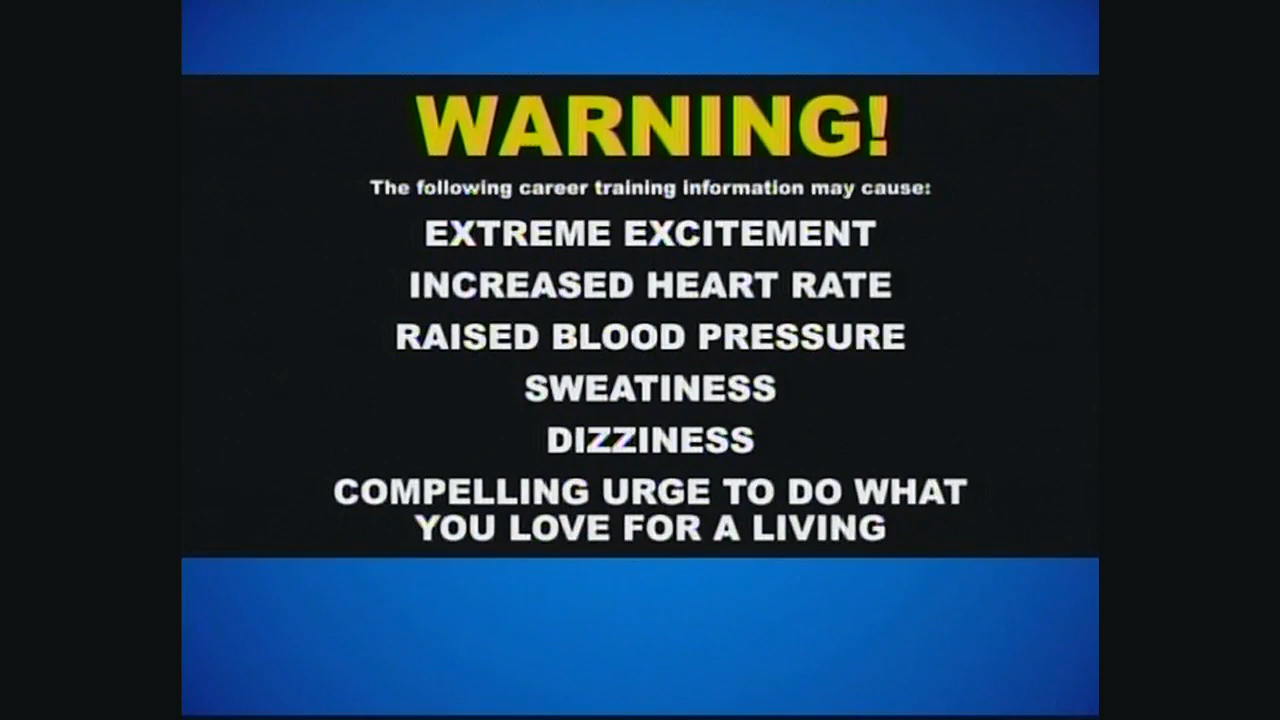 WARNING!
The following career training information may cause:
EXTREME EXCITEMENT
INCREASED HEART RATE
RAISED BLOOD PRESSURE
SWEATINESS
DIZZINESS
COMPELLING URGE TO DO WHAT
YOU LOVE FOR A LIVING